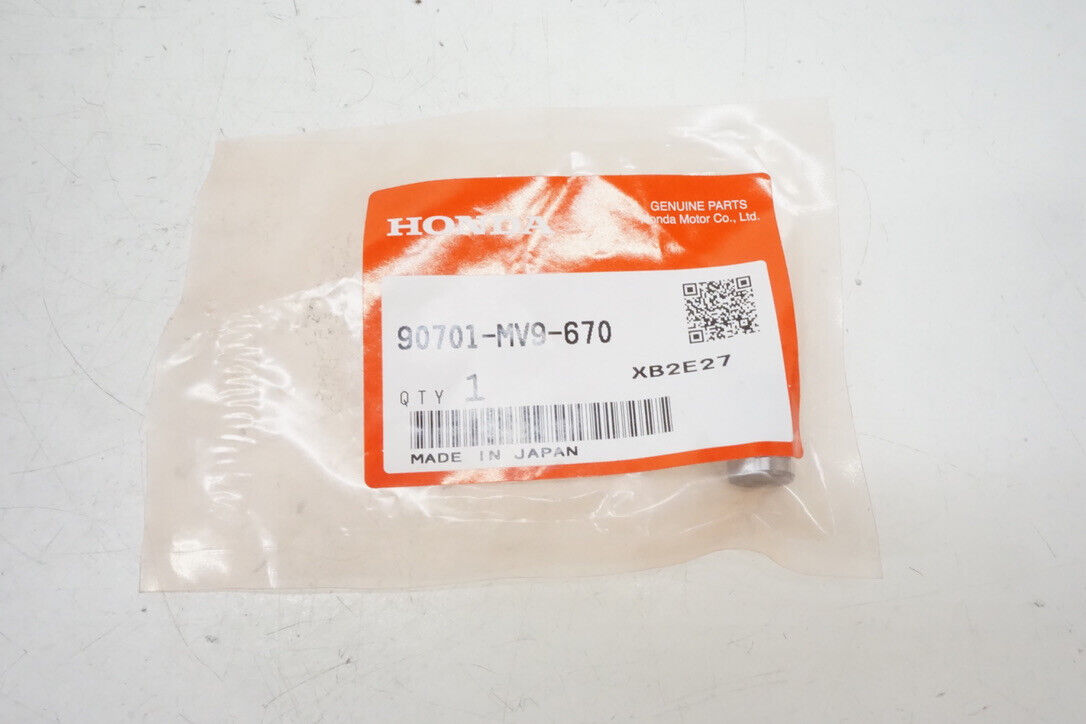 HONDA
GENUINE PARTS
Honda Motor Co., Ltd.
90701-MV9-670
XB2E27
QTY 1
MADE IN JAPAN